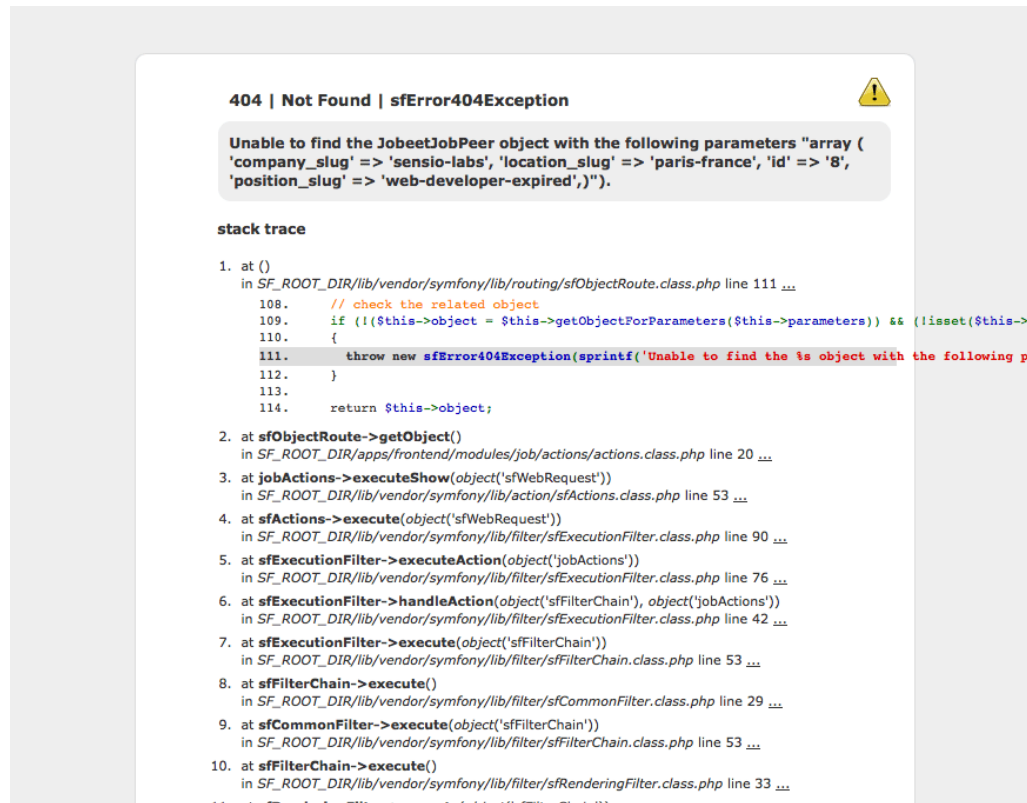 404 | Not Found | sfError404Exception
Unable to find the JobeetJobPeer object with the following parameters "array (
'company_slug' => 'sensio-labs', 'location_slug' => 'paris-france', 'id' => '8',
'position_slug' => 'web-developer-expired',)").
stack trace
1. at ()
in SF_ROOT_DIR/lib/vendor/symfony/lib/routing/sfObjectRoute.class.php line 111 ...
108. // check the related object
109. if (!($this->object = $this->getObjectForParameters($this->parameters)) && (!isset($this->
110. {
111. throw new sfError404Exception(sprintf('Unable to find the %s object with the following p
112. }
113.
114. return $this->object;
2. at sfObjectRoute->getObject()
in SF_ROOT_DIR/apps/frontend/modules/job/actions/actions.class.php line 20 ...
3. at jobActions->executeShow(object('sfWebRequest'))
in SF_ROOT_DIR/lib/vendor/symfony/lib/action/sfActions.class.php line 53 ...
4. at sfActions->execute(object('sfWebRequest'))
in SF_ROOT_DIR/lib/vendor/symfony/lib/filter/sfExecutionFilter.class.php line 90 ...
5. at sfExecutionFilter->executeAction(object('jobActions'))
in SF_ROOT_DIR/lib/vendor/symfony/lib/filter/sfExecutionFilter.class.php line 76 ...
6. at sfExecutionFilter->handleAction(object('sfFilterChain'), object('jobActions'))
in SF_ROOT_DIR/lib/vendor/symfony/lib/filter/sfExecutionFilter.class.php line 42 ...
7. at sfExecutionFilter->execute(object('sfFilterChain'))
in SF_ROOT_DIR/lib/vendor/symfony/lib/filter/sfFilterChain.class.php line 53 ...
8. at sfFilterChain->execute()
in SF_ROOT_DIR/lib/vendor/symfony/lib/filter/sfCommonFilter.class.php line 29 ...
9. at sfCommonFilter->execute(object('sfFilterChain'))
in SF_ROOT_DIR/lib/vendor/symfony/lib/filter/sfFilterChain.class.php line 53 ...
10. at sfFilterChain->execute()
in SF_ROOT_DIR/lib/vendor/symfony/lib/filter/sfRenderingFilter.class.php line 33 ...